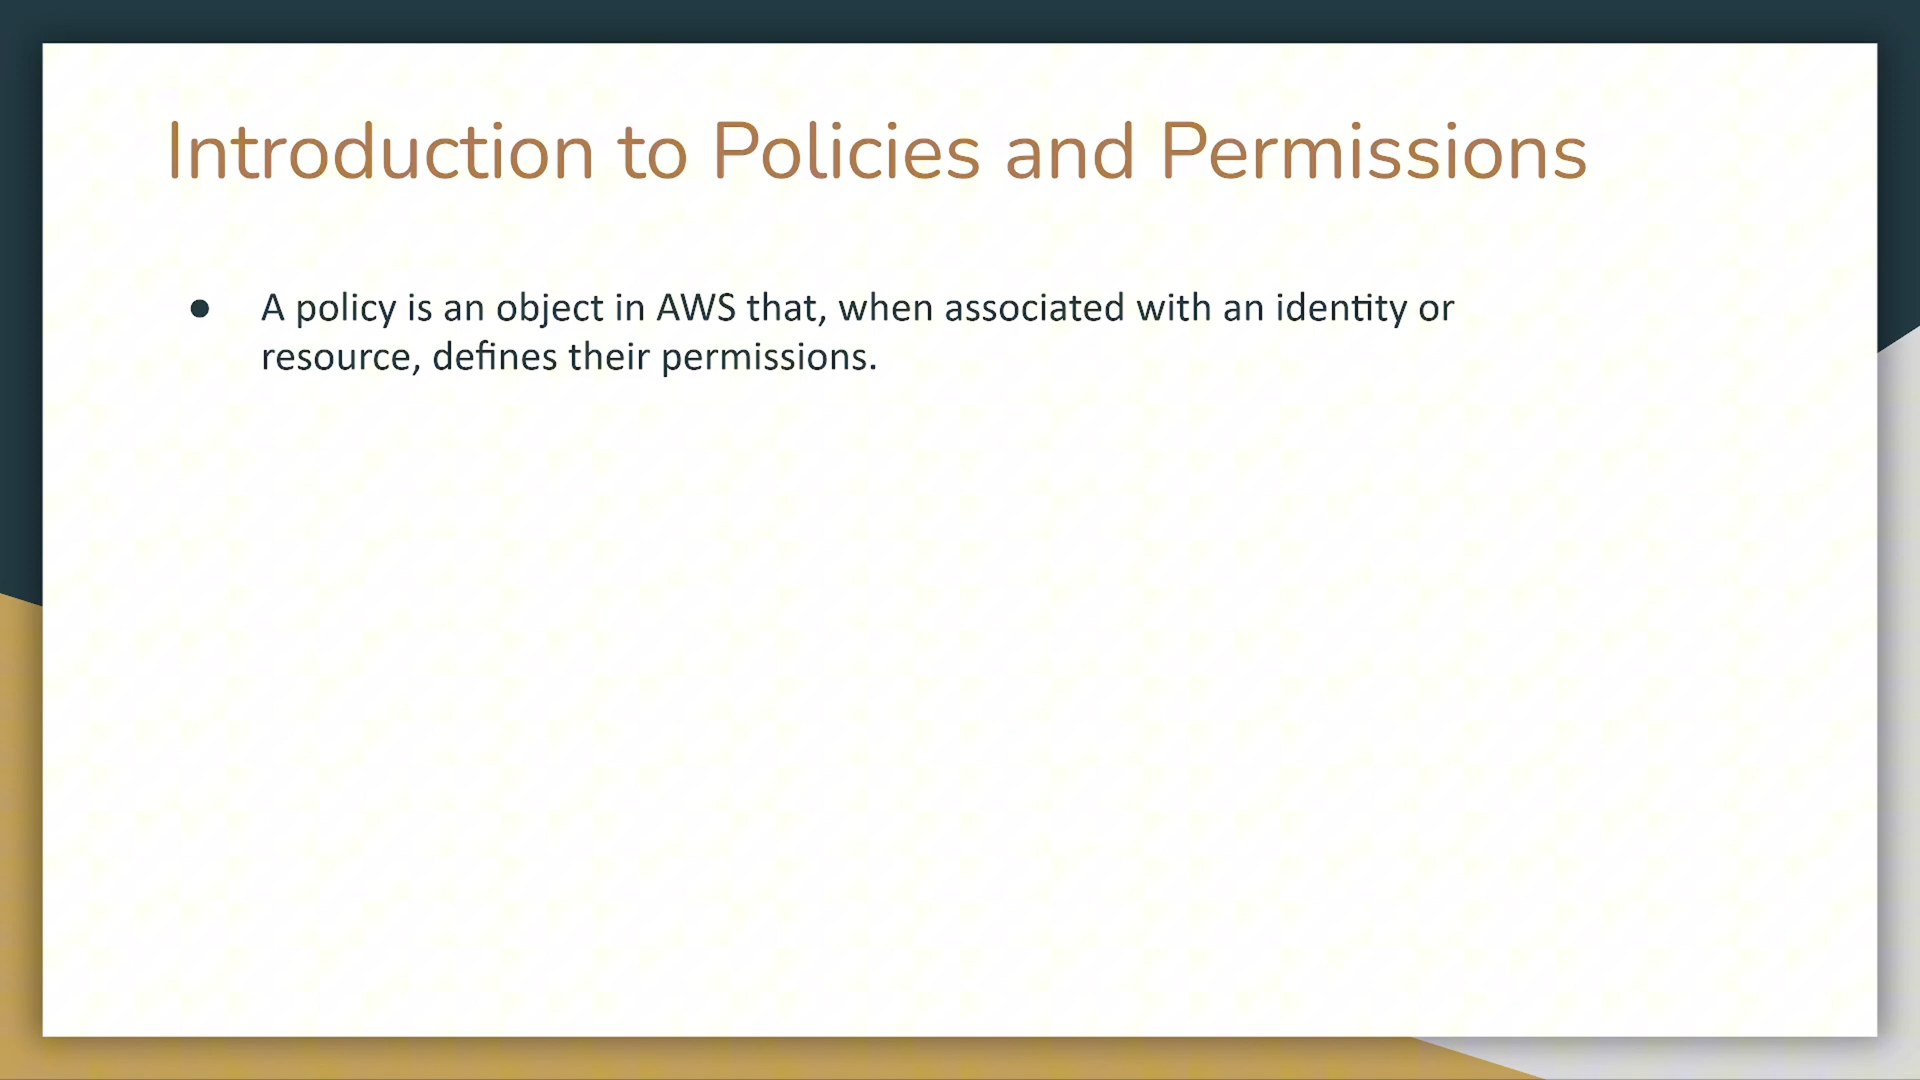 Introduction to Policies and Permissions
● A policy is an object in AWS that, when associated with an identity or
resource, defines their permissions.